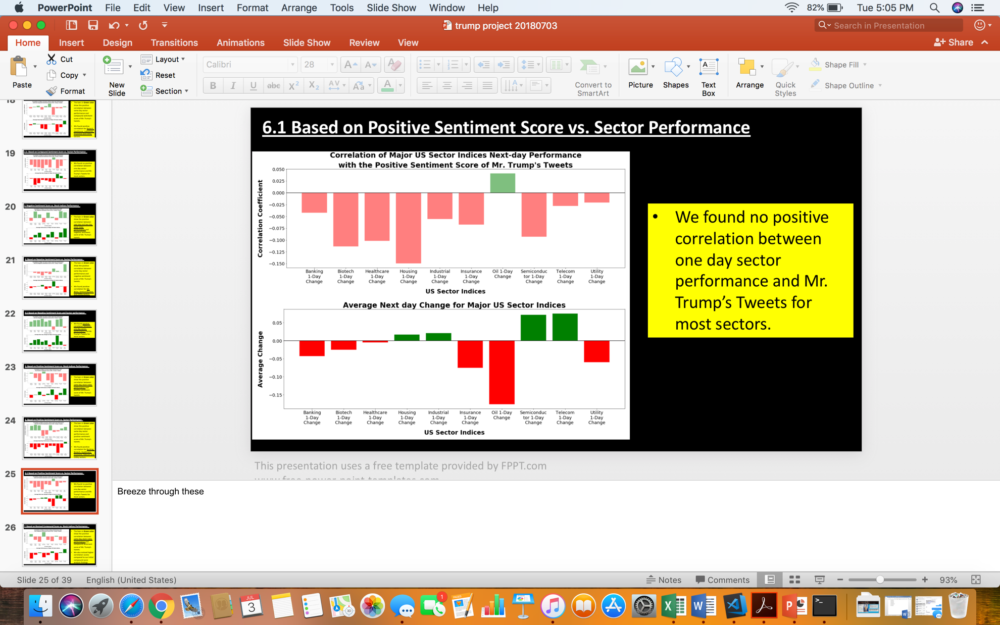 PowerPoint File Edit View Insert Format Arrange Tools Slide Show Window Help 82% Tue 5:05 PM
trump project 20180703
Search in Presentation
Home Insert Design Transitions Animations Slide Show Review View Share
Paste
Cut
Copy
Format
New
Slide
Layout
Reset
Section
Calibri 28
B I U abc X² X₂ AV Aa A
Convert to
SmartArt
Picture
Shapes
Text
Box
Arrange
Quick
Styles
Shape Fill
Shape Outline
18
19
20
21
22
23
24
25
26
6.1 Based on Positive Sentiment Score vs. Sector Performance
Correlation of Major US Sector Indices Next-day Performance
with the Positive Sentiment Score of Mr. Trump's Tweets
Correlation Coefficient
0.050
0.025
0.000
−0.025
−0.050
−0.075
−0.100
−0.125
−0.150
Banking Biotech Healthcare Housing Industrial Insurance Oil 1-Day Semiconduc Telecom Utility
1-Day 1-Day 1-Day 1-Day 1-Day 1-Day Change tor 1-Day 1-Day 1-Day
Change Change Change Change Change Change Change Change Change
US Sector Indices
Average Next day Change for Major US Sector Indices
Average Change
0.05
0.00
−0.05
−0.10
−0.15
Banking Biotech Healthcare Housing Industrial Insurance Oil 1-Day Semiconduc Telecom Utility
1-Day 1-Day 1-Day 1-Day 1-Day 1-Day Change tor 1-Day 1-Day 1-Day
Change Change Change Change Change Change Change Change Change
US Sector Indices
• We found no positive
correlation between
one day sector
performance and Mr.
Trump's Tweets for
most sectors.
This presentation uses a free template provided by FPPT.com
www.free-power-point-templates.com
Breeze through these
Slide 25 of 39 English (United States) Notes Comments 93%
JUL
3
1